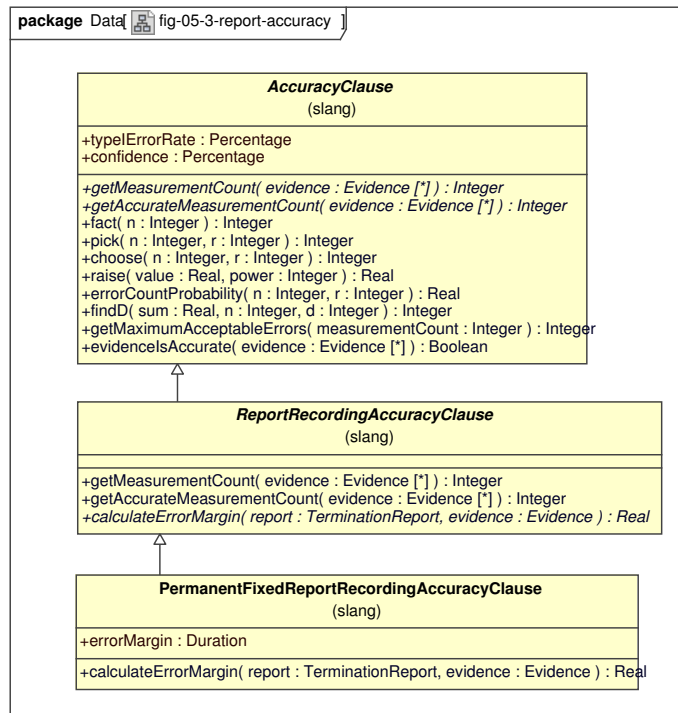 package Data[ fig-05-3-report-accuracy ]
AccuracyClause
(slang)
+typeIErrorRate : Percentage
+confidence : Percentage
+getMeasurementCount( evidence : Evidence [*] ) : Integer
+getAccurateMeasurementCount( evidence : Evidence [*] ) : Integer
+fact( n : Integer ) : Integer
+pick( n : Integer, r : Integer ) : Integer
+choose( n : Integer, r : Integer ) : Integer
+raise( value : Real, power : Integer ) : Real
+errorCountProbability( n : Integer, r : Integer ) : Real
+findD( sum : Real, n : Integer, d : Integer ) : Integer
+getMaximumAcceptableErrors( measurementCount : Integer ) : Integer
+evidenceIsAccurate( evidence : Evidence [*] ) : Boolean
ReportRecordingAccuracyClause
(slang)
+getMeasurementCount( evidence : Evidence [*] ) : Integer
+getAccurateMeasurementCount( evidence : Evidence [*] ) : Integer
+calculateErrorMargin( report : TerminationReport, evidence : Evidence ) : Real
PermanentFixedReportRecordingAccuracyClause
(slang)
+errorMargin : Duration
+calculateErrorMargin( report : TerminationReport, evidence : Evidence ) : Real